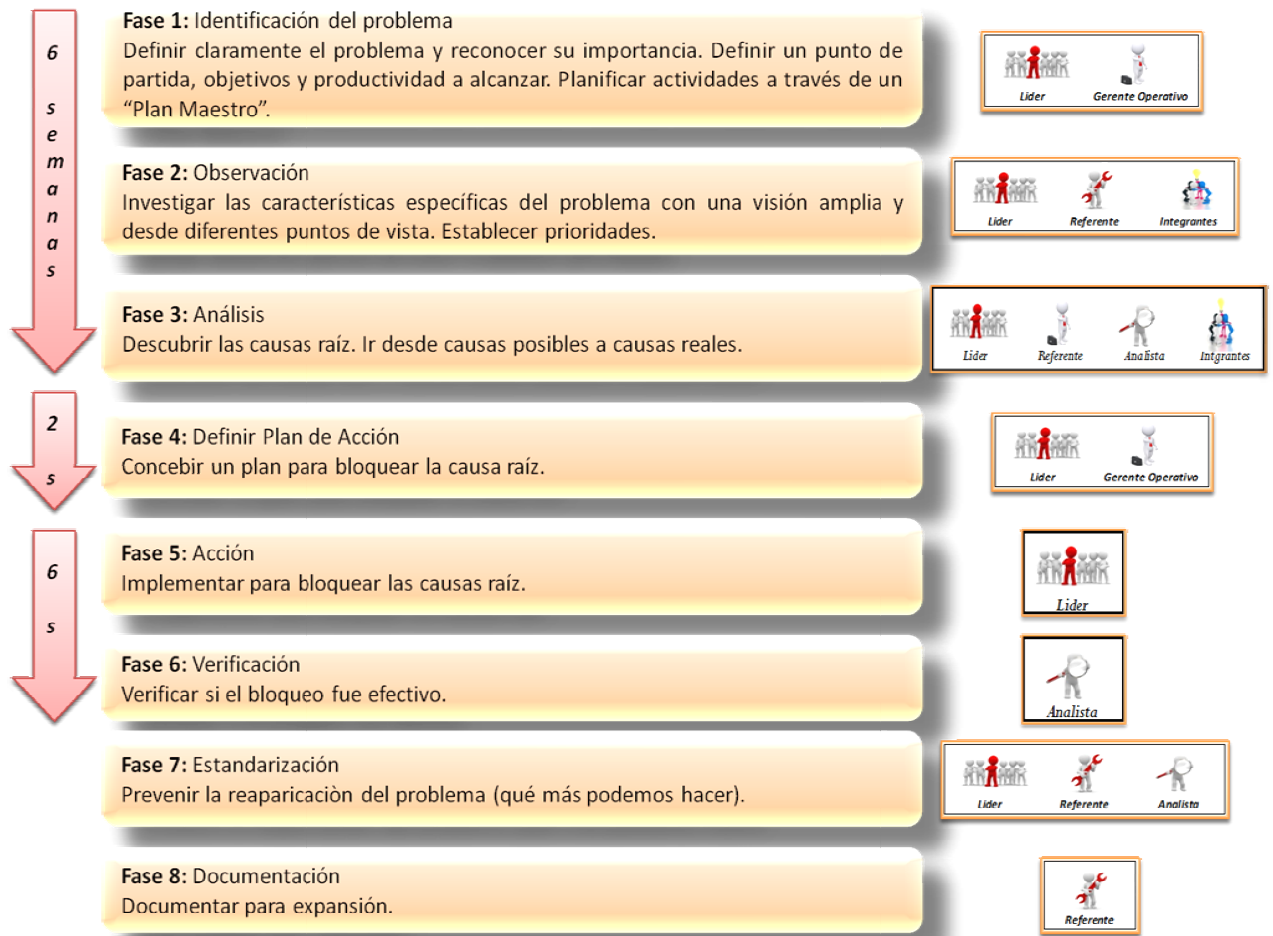 6
semanas
Fase 1: Identificación del problema
Definir claramente el problema y reconocer su importancia. Definir un punto de
partida, objetivos y productividad a alcanzar. Planificar actividades a través de un
“Plan Maestro”.
Lider
Gerente Operativo
Fase 2: Observación
Investigar las características específicas del problema con una visión amplia y
desde diferentes puntos de vista. Establecer prioridades.
Lider
Referente
Integrantes
Fase 3: Análisis
Descubrir las causas raíz. Ir desde causas posibles a causas reales.
Lider
Referente
Analista
Intgrantes
2
s
Fase 4: Definir Plan de Acción
Concebir un plan para bloquear la causa raíz.
Lider
Gerente Operativo
6
s
Fase 5: Acción
Implementar para bloquear las causas raíz.
Lider
Fase 6: Verificación
Verificar si el bloqueo fue efectivo.
Analista
Fase 7: Estandarización
Prevenir la reaparicaciòn del problema (qué más podemos hacer).
Lider
Referente
Analista
Fase 8: Documentación
Documentar para expansión.
Referente